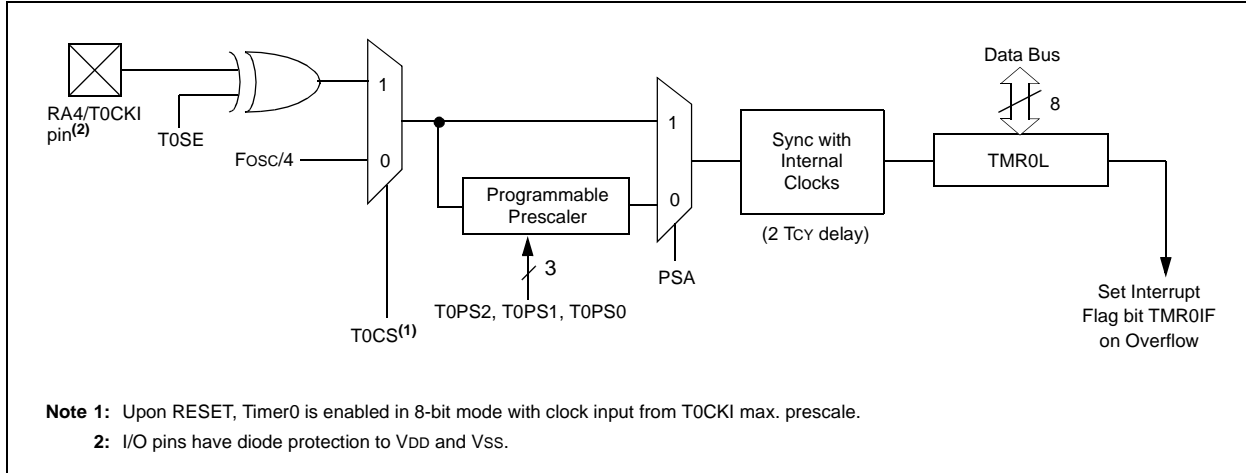 RA4/T0CKI
pin(2)
T0SE
FOSC/4
1
0
T0CS(1)
Programmable
Prescaler
3
T0PS2, T0PS1, T0PS0
1
0
PSA
Sync with
Internal
Clocks
(2 TCY delay)
Data Bus
8
TMR0L
Set Interrupt
Flag bit TMR0IF
on Overflow
Note 1: Upon RESET, Timer0 is enabled in 8-bit mode with clock input from T0CKI max. prescale.
2: I/O pins have diode protection to VDD and VSS.